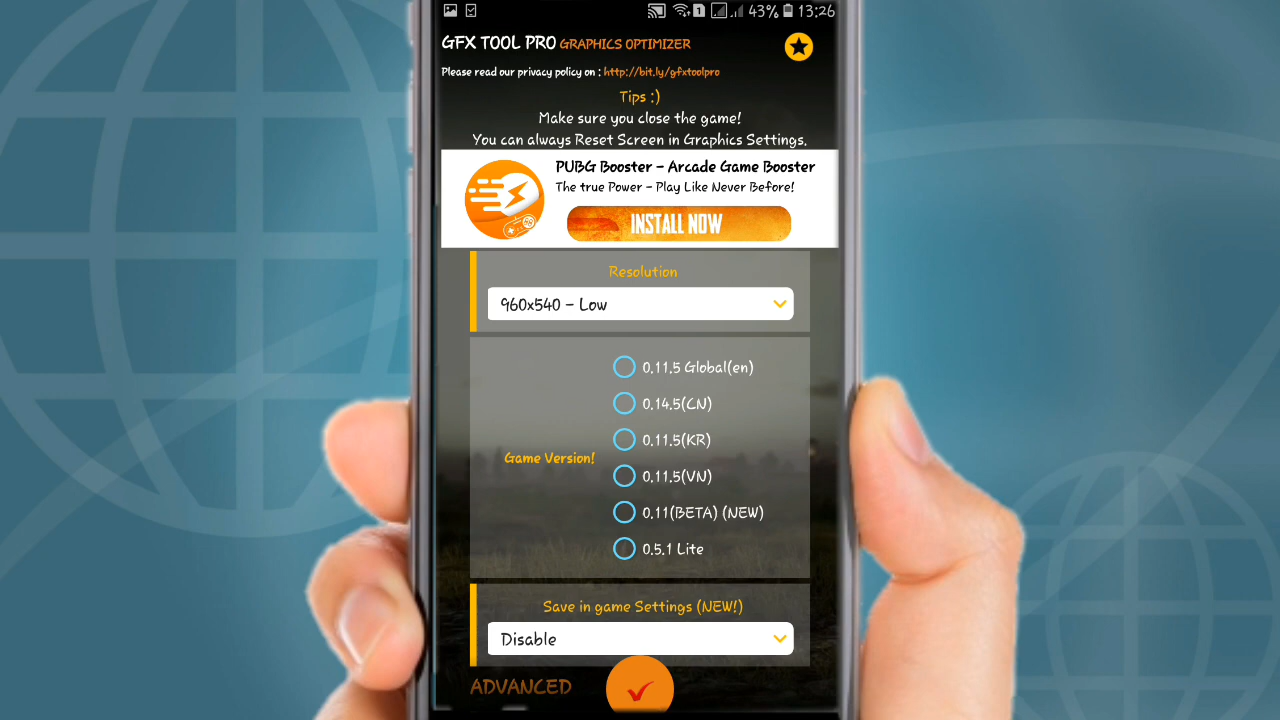 1 43% 13:26
GFX TOOL PRO GRAPHICS OPTIMIZER
Please read our privacy policy on : http://bit.ly/gfxtoolpro
Tips :)
Make sure you close the game!
You can always Reset Screen in Graphics Settings.
PUBG Booster - Arcade Game Booster
The true Power - Play Like Never Before!
INSTALL NOW
Resolution
960x540 - Low
Game Version!
0.11.5 Global(en)
0.14.5(CN)
0.11.5(KR)
0.11.5(VN)
0.11(BETA) (NEW)
0.5.1 Lite
Save in game Settings (NEW!)
Disable
ADVANCED